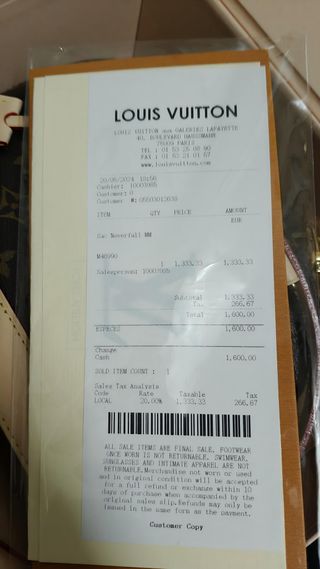 LOUIS VUITTON
LOUIS VUITTON aux GALERIES LAFAYETTE
40, BOULEVARD HAUSSMANN
75009 PARIS
TEL : 01 53 25 08 90
FAX : 01 53 21 01 67
www.louisvuitton.com
Cashier: 10003985
Customer: 0
ITEM QTY PRICE AMOUNT
EUR
Sac Neverfull MM
1 1,333.33 1,333.33
Salesperson: 10003985
Subtotal 1,333.33
Tax 266.67
Total 1,600.00
ESPECES 1,600.00
Change
Cash 1,600.00
SOLD ITEM COUNT : 1
Sales Tax Analysis
Code Rate Taxable Tax
LOCAL 20.00% 1,333.33 266.67
ALL SALE ITEMS ARE FINAL SALE. FOOTWEAR
ONCE WORN IS NOT RETURNABLE. SWIMWEAR,
SUNGLASSES AND INTIMATE APPAREL ARE NOT
RETURNABLE.Merchandise not worn or used
and in original condition will be accepted
for a full refund or exchange within 10
days of purchase when accompanied by the
original sales slip.Refunds may only be
issued in the same form as the payment.
Customer Copy